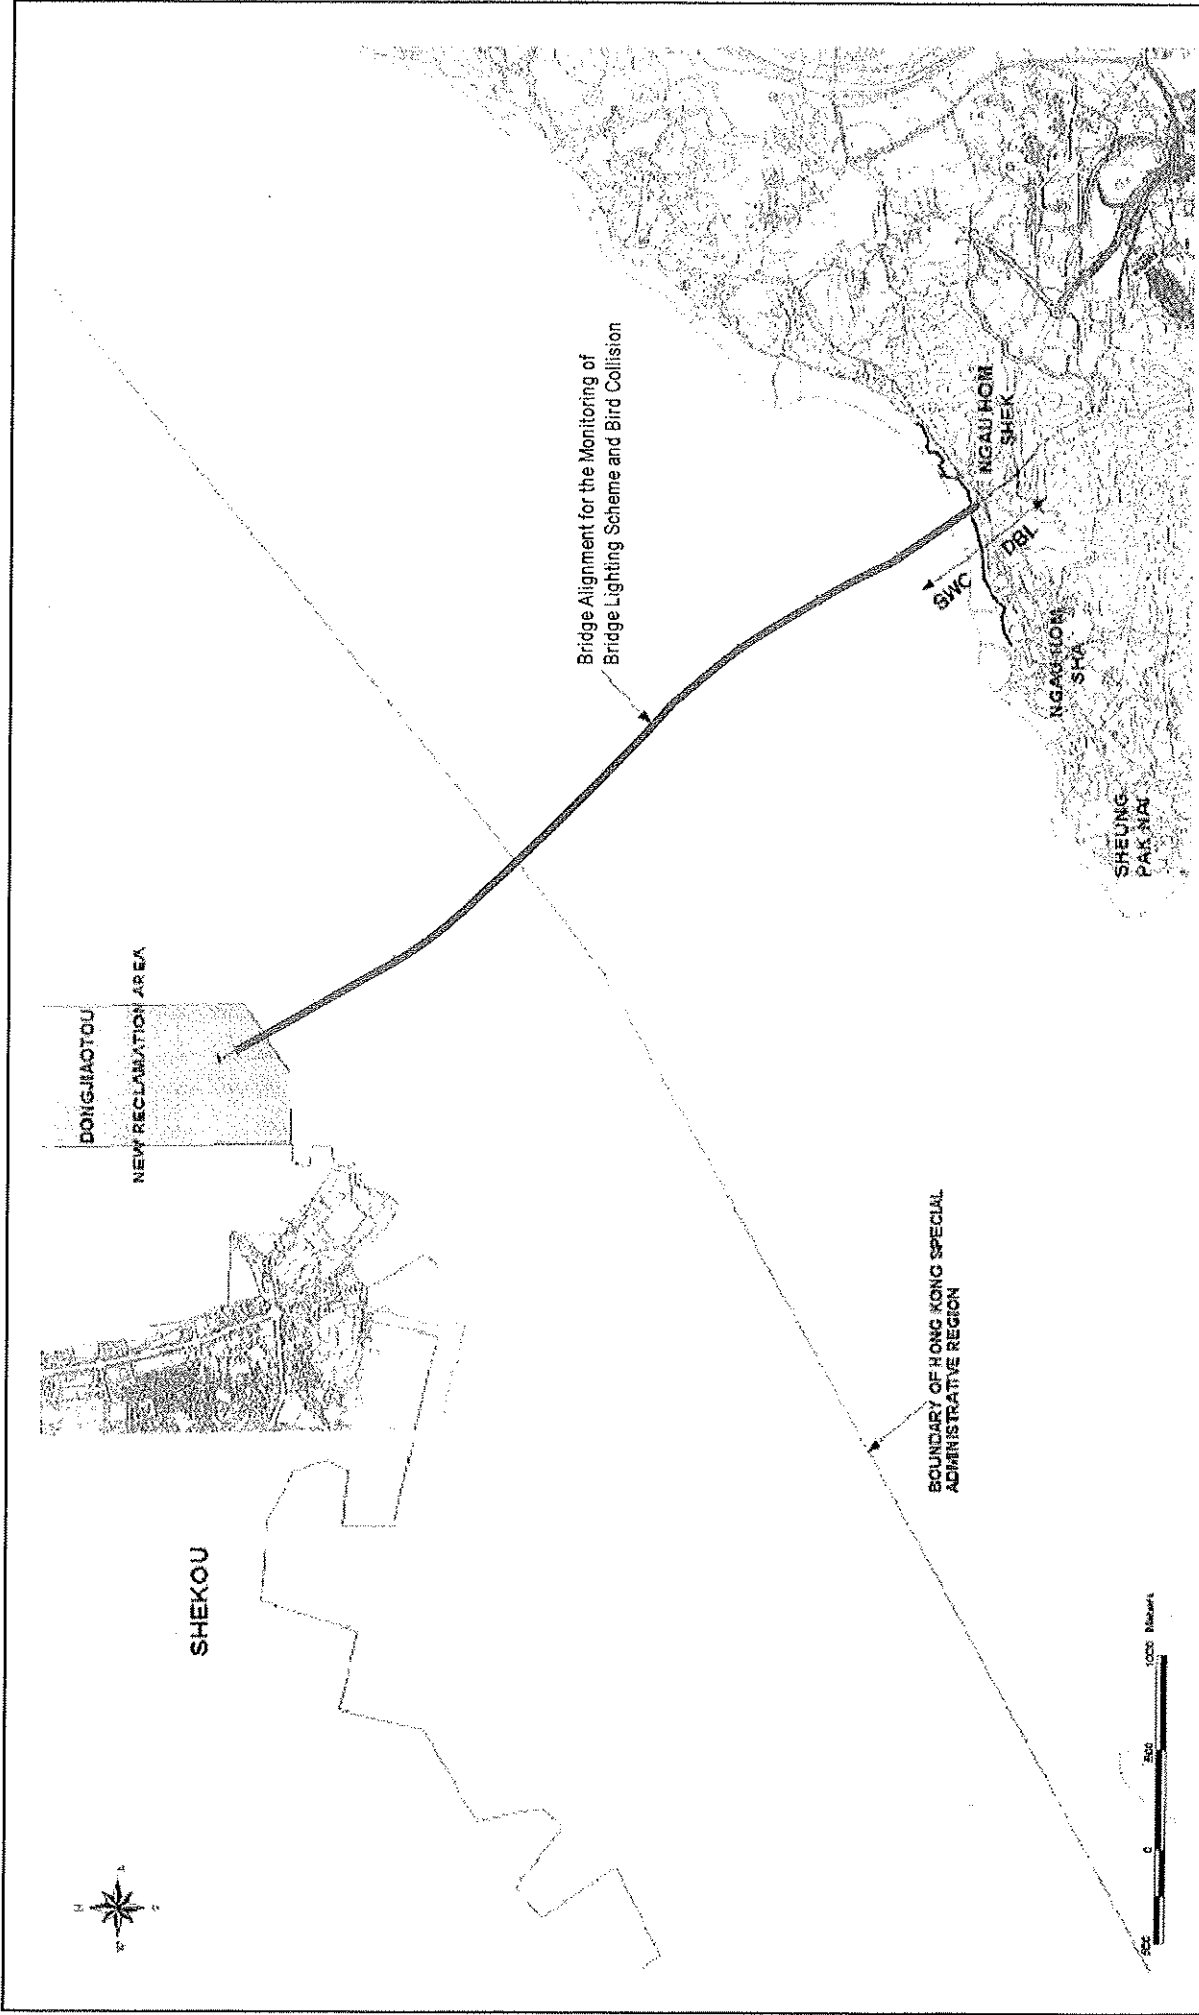 DONGJIAOTOU
NEW RECLAMATION AREA
SHEKOU
Bridge Alignment for the Monitoring of
Bridge Lighting Scheme and Bird Collision
BOUNDARY OF HONG KONG SPECIAL
ADMINISTRATIVE REGION
NGAU HOM
SHEK
SWC
DBL
NGAU HOM
SHA
SHEUNG
PAK NAI
500 0 500 1000 Meters